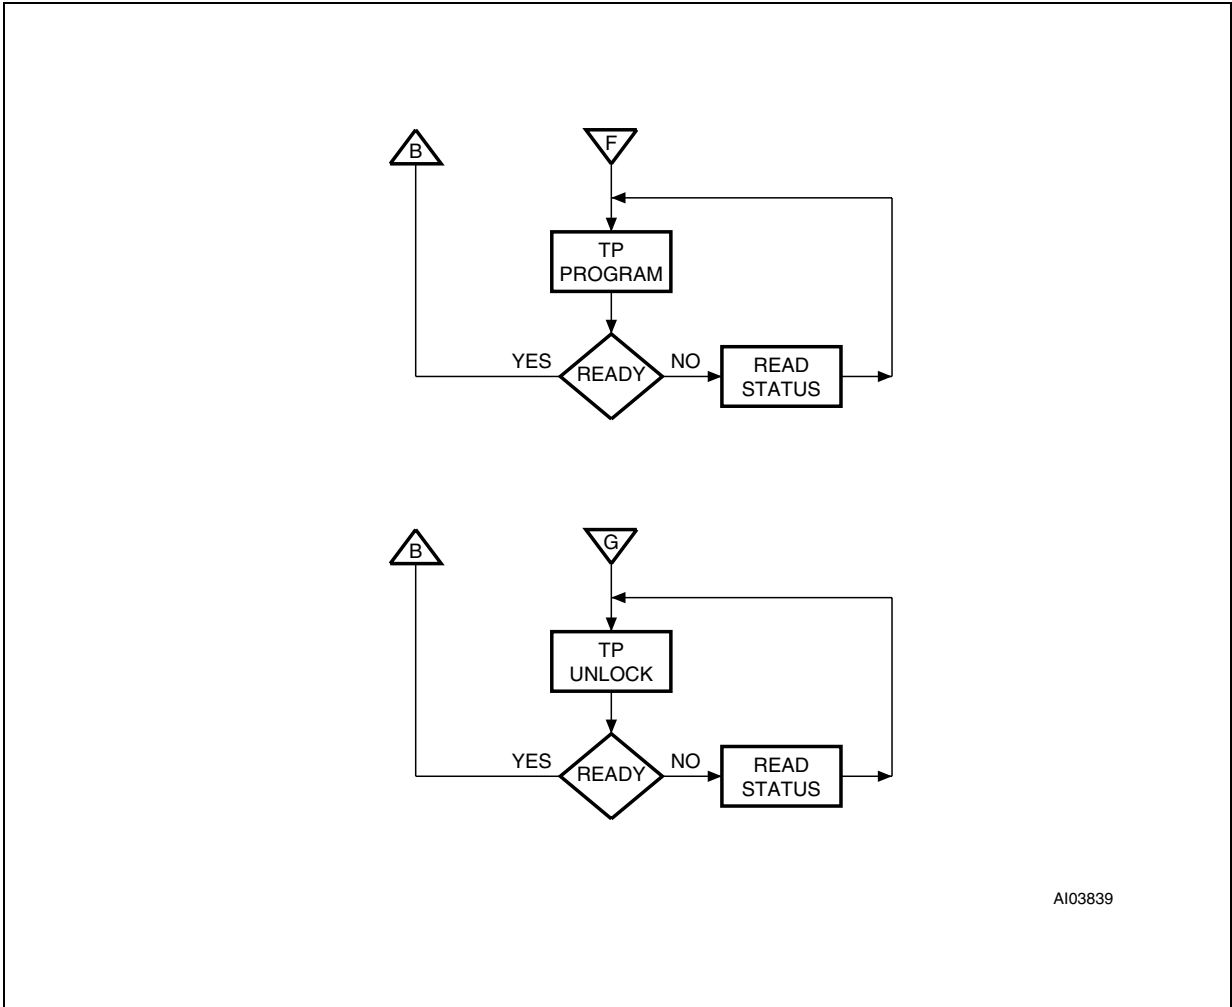 B
F
TP
PROGRAM
YES
READY
NO
READ
STATUS
B
G
TP
UNLOCK
YES
READY
NO
READ
STATUS
AI03839